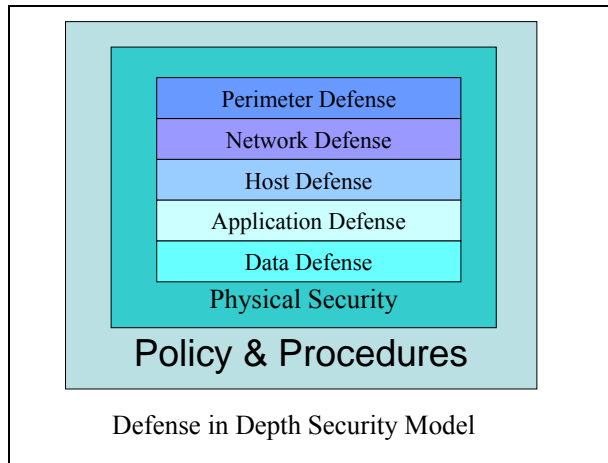 Perimeter Defense
Network Defense
Host Defense
Application Defense
Data Defense
Physical Security
Policy & Procedures
Defense in Depth Security Model